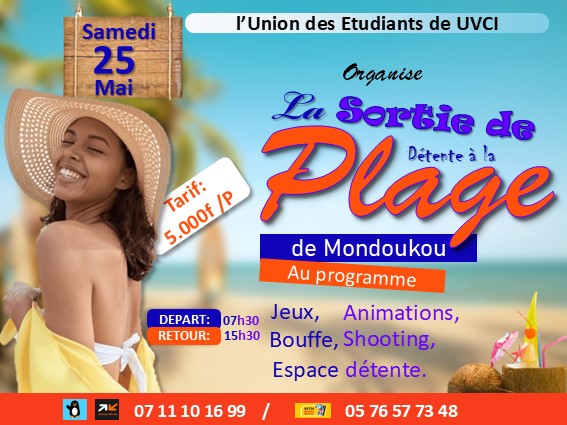 Samedi
25
Mai
l’Union des Etudiants de UVCI
Organise
La Sortie de
Détente à la
Plage
de Mondoukou
Au programme
Tarif:
5.000f /P
DEPART: 07h30
RETOUR: 15h30
Jeux, Animations,
Bouffe, Shooting,
Espace détente.
07 11 10 16 99 / 05 76 57 73 48